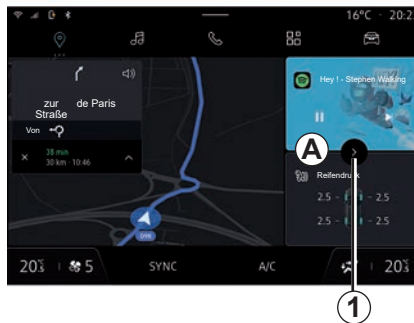 16°C · 20:2
zur de Paris
Straße
Von
38 min
30 km · 10:46
Hey ! - Stephen Walking
A
Reifendruck
2.5 - - 2.5
2.5 - - 2.5
SYNC
20.5 5 SYNC A/C 20.5
1